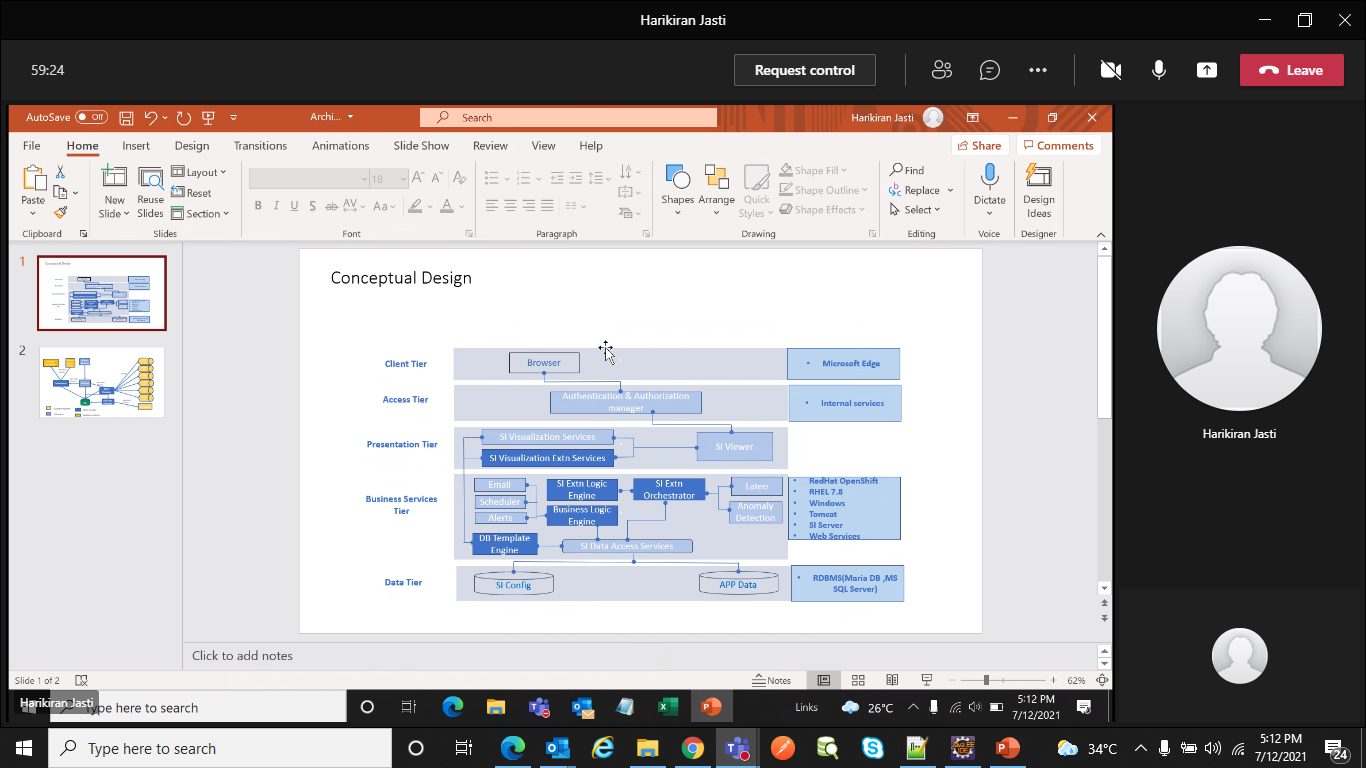 Harikiran Jasti
59:24
Request control
Leave
AutoSave Off
Archi...
Search
Harikiran Jasti
File Home Insert Design Transitions Animations Slide Show Review View Help
Share
Comments
Paste
New
Slide
Reuse
Slides
Layout
Reset
Section
18
B I U S ab AV Aa A
Shapes
Arrange
Quick
Styles
Shape Fill
Shape Outline
Shape Effects
Find
Replace
Select
Dictate
Design
Ideas
Clipboard
Slides
Font
Paragraph
Drawing
Editing
Voice
Designer
1
2
Conceptual Design
Client Tier
Browser
• Microsoft Edge
Access Tier
Authentication & Authorization
manager
• Internal services
Presentation Tier
SI Visualization Services
SI Visualization Extn Services
SI Viewer
Business Services
Tier
Email
Scheduler
Alerts
SI Extn Logic
Engine
Business Logic
Engine
SI Extn
Orchestrator
Lateo
Anomaly
Detection
DB Template
Engine
SI Data Access Services
• RedHat OpenShift
• RHEL 7.8
• Windows
• Tomcat
• SI Server
• Web Services
Data Tier
SI Config
APP Data
• RDBMS(Maria DB ,MS
SQL Server)
Click to add notes
Slide 1 of 2
Notes
62%
Harikiran Jasti
Type here to search
Links
26°C
5:12 PM
7/12/2021
Harikiran Jasti
Type here to search
34°C
5:12 PM
7/12/2021
24